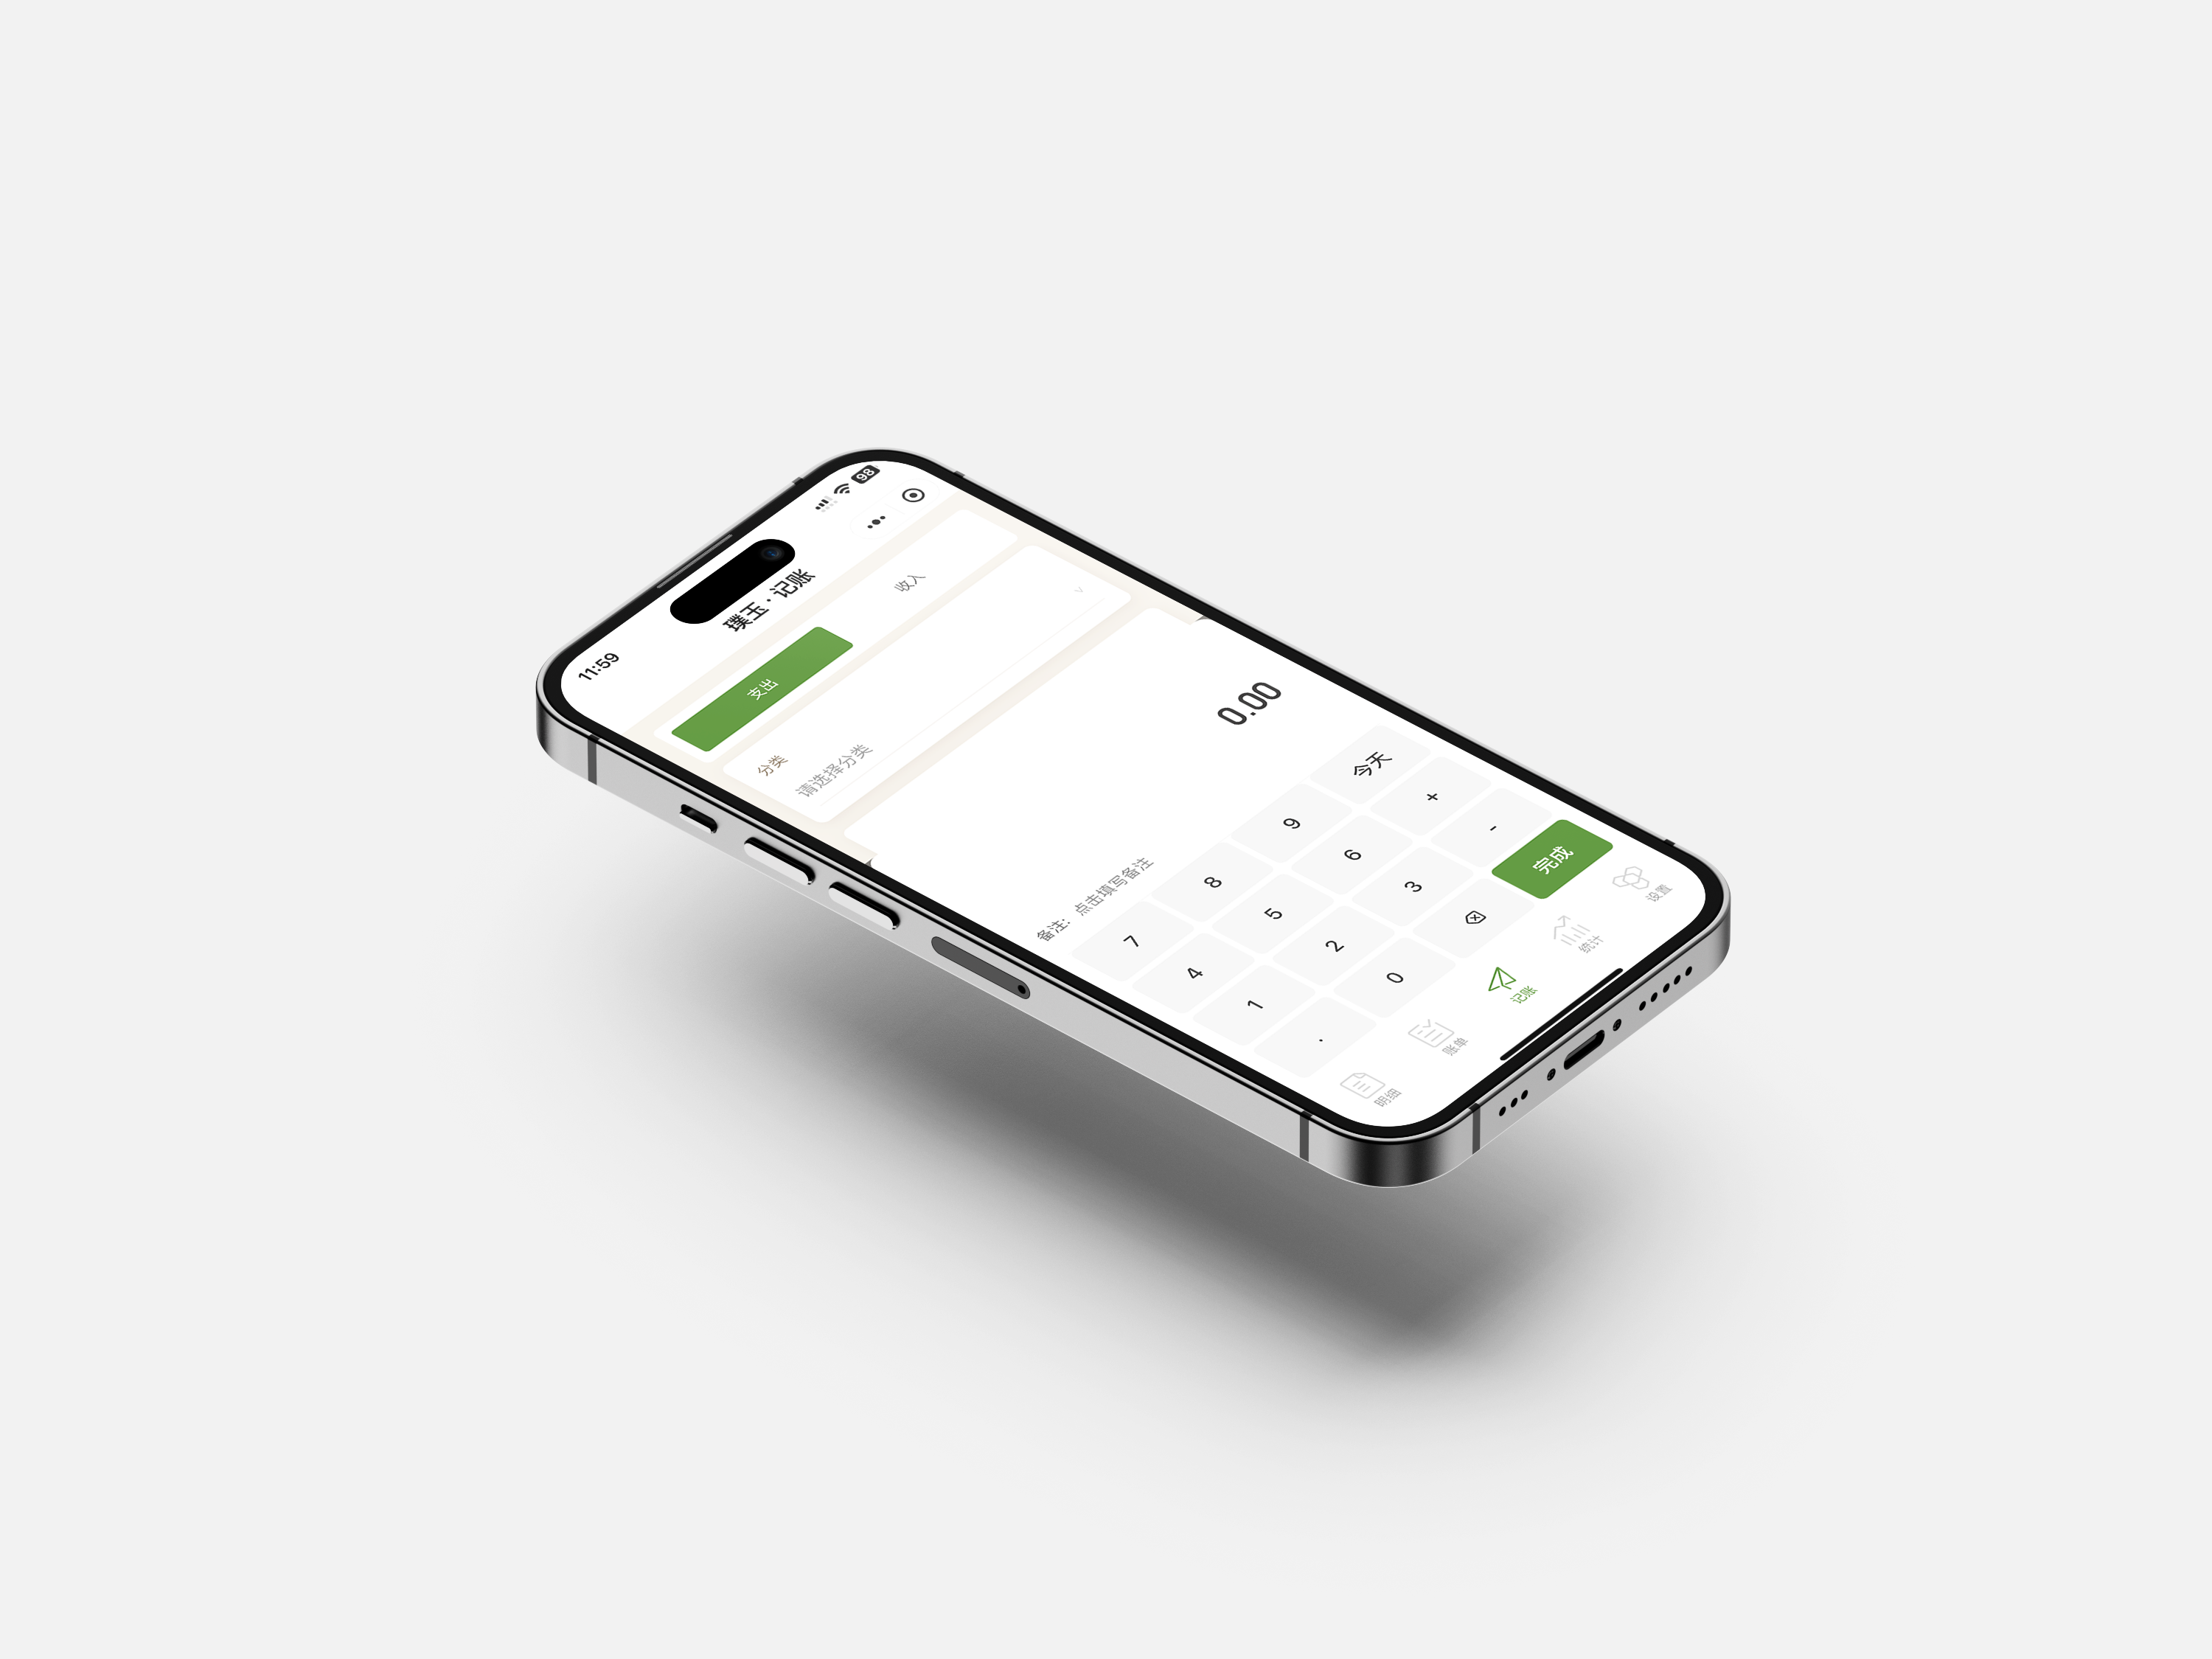 11:59
98
璞玉·记账
支出
收入
分类
请选择分类
0.00
备注： 点击填写备注
7 8 9 今天
4 5 6 +
1 2 3 -
. 0 完成
明细 账单 记账 统计 设置